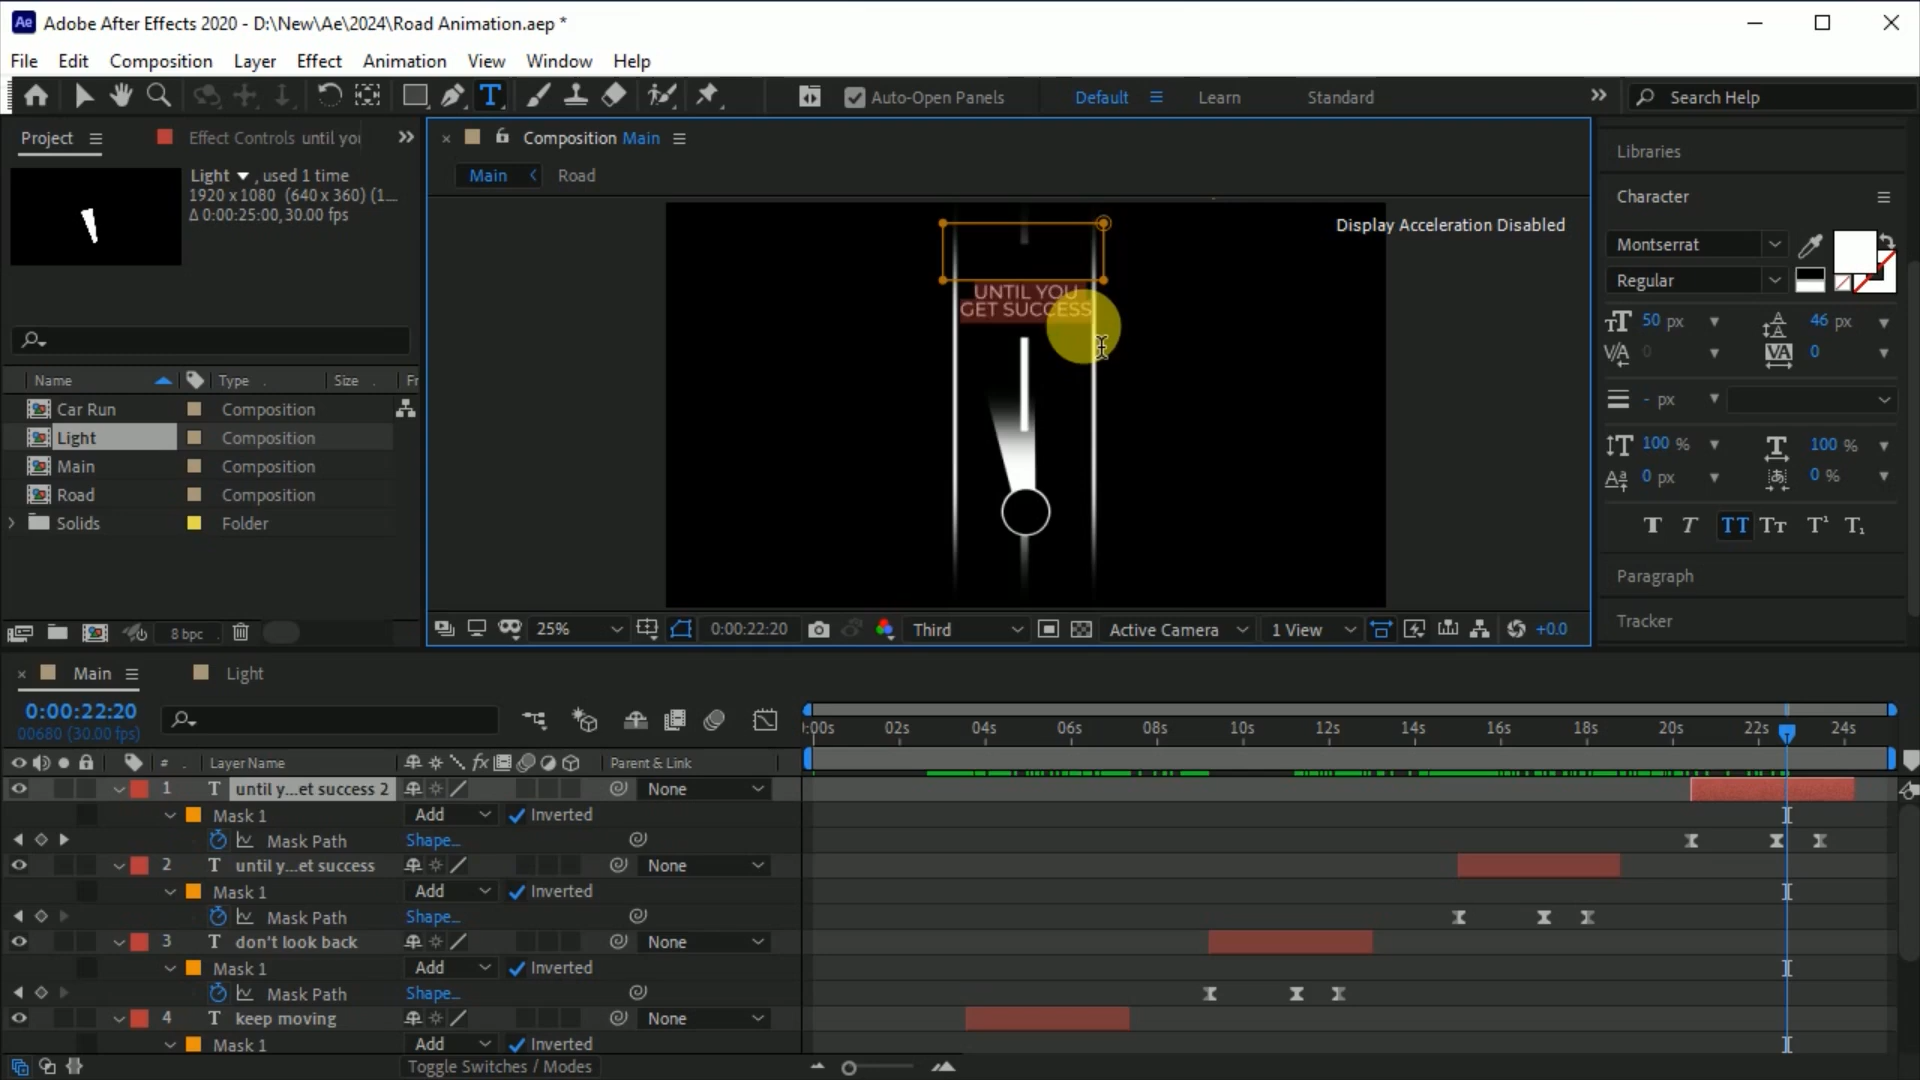 Ae Adobe After Effects 2020 - D:\New\Ae\2024\Road Animation.aep *
File Edit Composition Layer Effect Animation View Window Help
Auto-Open Panels Default Learn Standard Search Help
Project Effect Controls until you
Composition Main
Libraries
Light , used 1 time
1920 x 1080 (640 x 360) (1...
Δ 0:00:25:00, 30.00 fps
Main Road
Display Acceleration Disabled
UNTIL YOU
GET SUCCESS
Character
Montserrat
Regular
50 px 46 px
0 0
- px
100 % 100 %
0 px 0 %
Paragraph
Tracker
Name Type Size Fr
Car Run Composition
Light Composition
Main Composition
Road Composition
Solids Folder
8 bpc
25% 0:00:22:20 Third Active Camera 1 View +0.0
Main Light
0:00:22:20
00680 (30.00 fps)
:00s 02s 04s 06s 08s 10s 12s 14s 16s 18s 20s 22s 24s
# Layer Name fx Parent & Link
1 T until y...et success 2 None
Mask 1 Add Inverted
Mask Path Shape...
2 T until y...et success None
Mask 1 Add Inverted
Mask Path Shape...
3 T don't look back None
Mask 1 Add Inverted
Mask Path Shape...
4 T keep moving None
Mask 1 Add Inverted
Toggle Switches / Modes